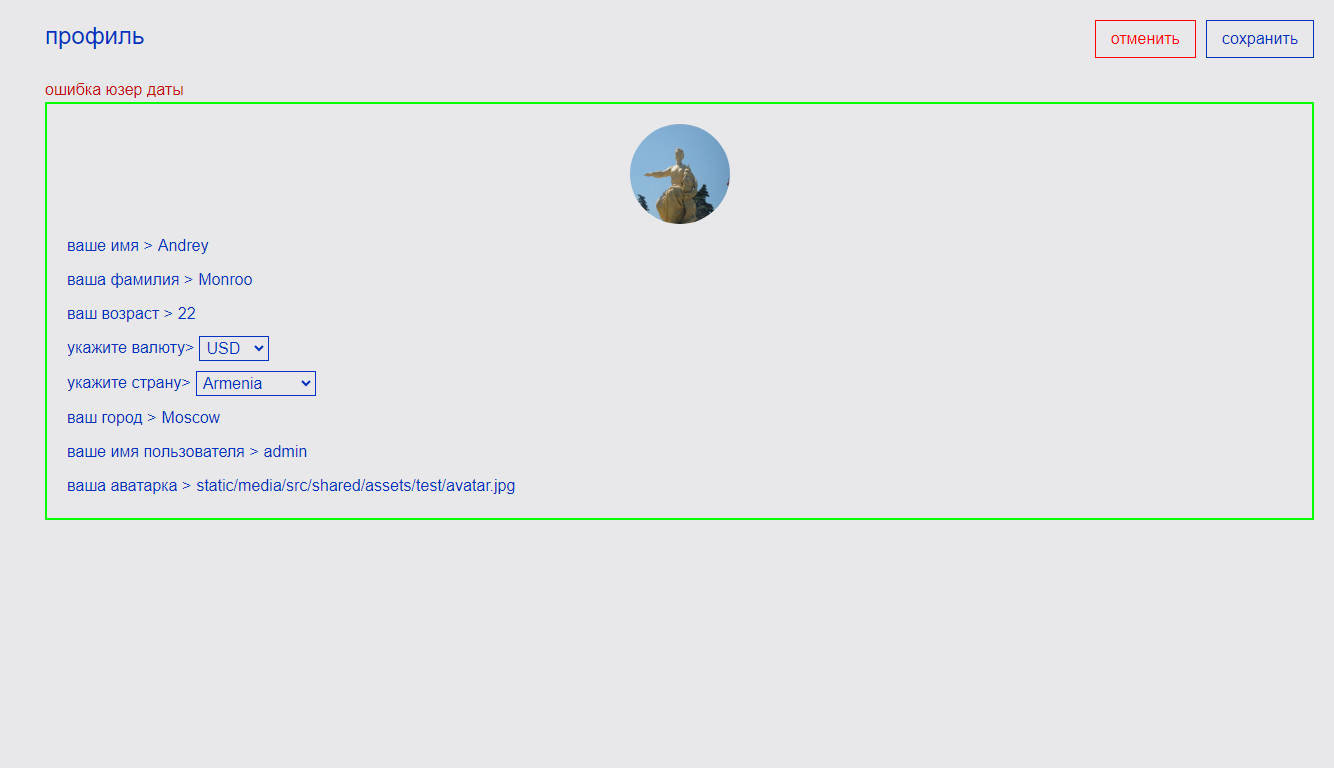 профиль
отменить
сохранить
ошибка юзер даты
ваше имя > Andrey
ваша фамилия > Monroo
ваш возраст > 22
укажите валюту> USD
укажите страну> Armenia
ваш город > Moscow
ваше имя пользователя > admin
ваша аватарка > static/media/src/shared/assets/test/avatar.jpg